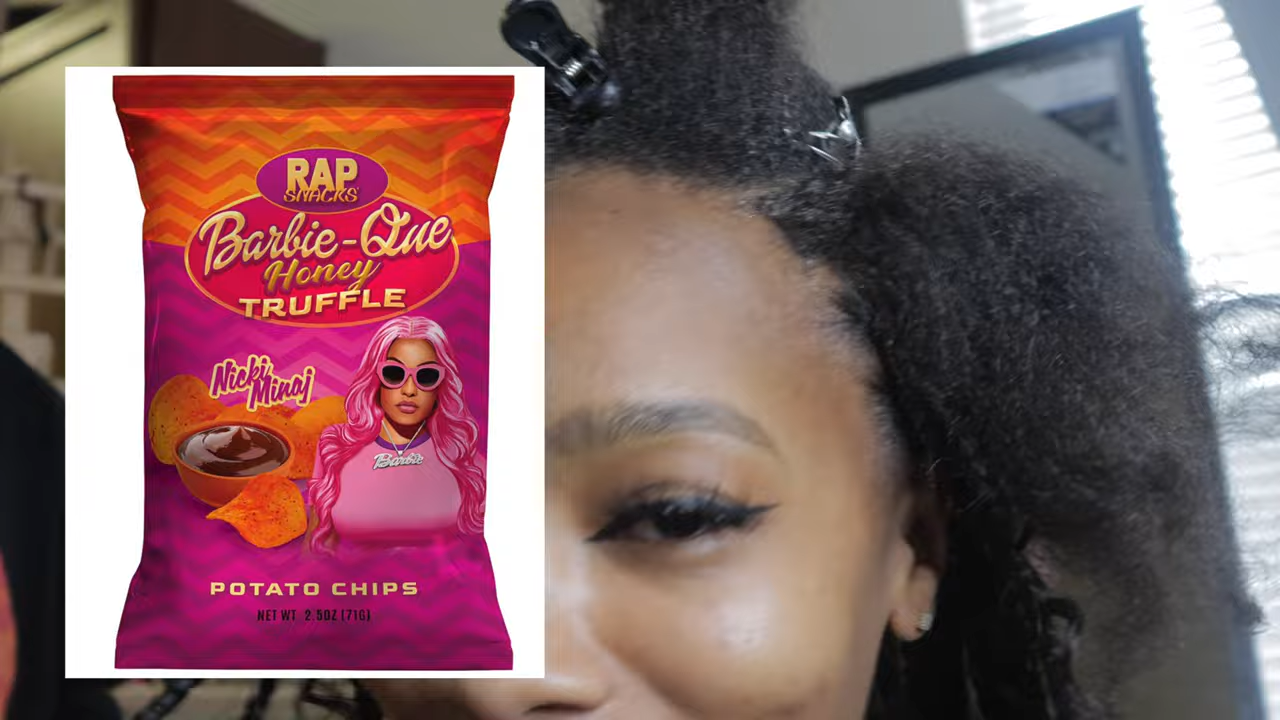 RAP
SNACKS
Barbie-Que
Honey
TRUFFLE
Nicki
Minaj
Barbie
POTATO CHIPS
NET WT 2.5OZ (71G)